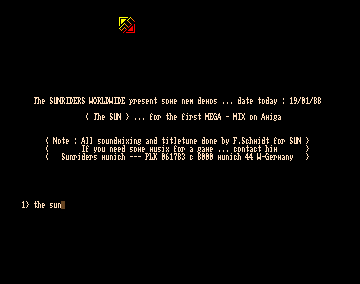 The SUNRIDERS WORLDWIDE present some new demos ... date today : 19/01/88
( The SUN ) ... for the first MEGA - MIX on Amiga
( Note : All soundmixing and titletune done by F.Schmidt for SUN )
( If you need some musix for a game ... contact him )
( Sunriders munich --- PLK 061783 c 8000 munich 44 W-Germany )
1) the sun